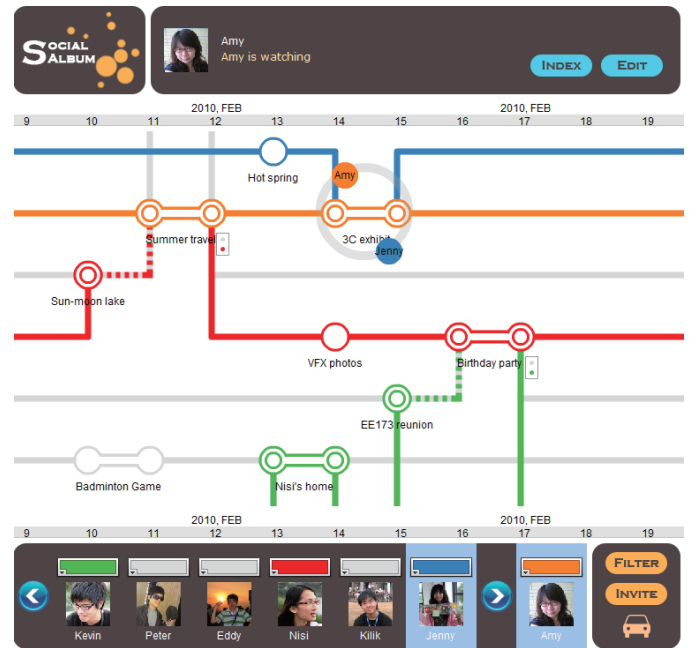 SOCIAL
ALBUM
Amy
Amy is watching
INDEX
EDIT
2010, FEB
2010, FEB
9 10 11 12 13 14 15 16 17 18 19
Hot spring
Amy
Summer travel
3C exhibit
Jenny
Sun-moon lake
VFX photos
Birthday party
EE173 reunion
Badminton Game
Nisi's home
2010, FEB
2010, FEB
9 10 11 12 13 14 15 16 17 18 19
Kevin
Peter
Eddy
Nisi
Kilik
Jenny
Amy
FILTER
INVITE